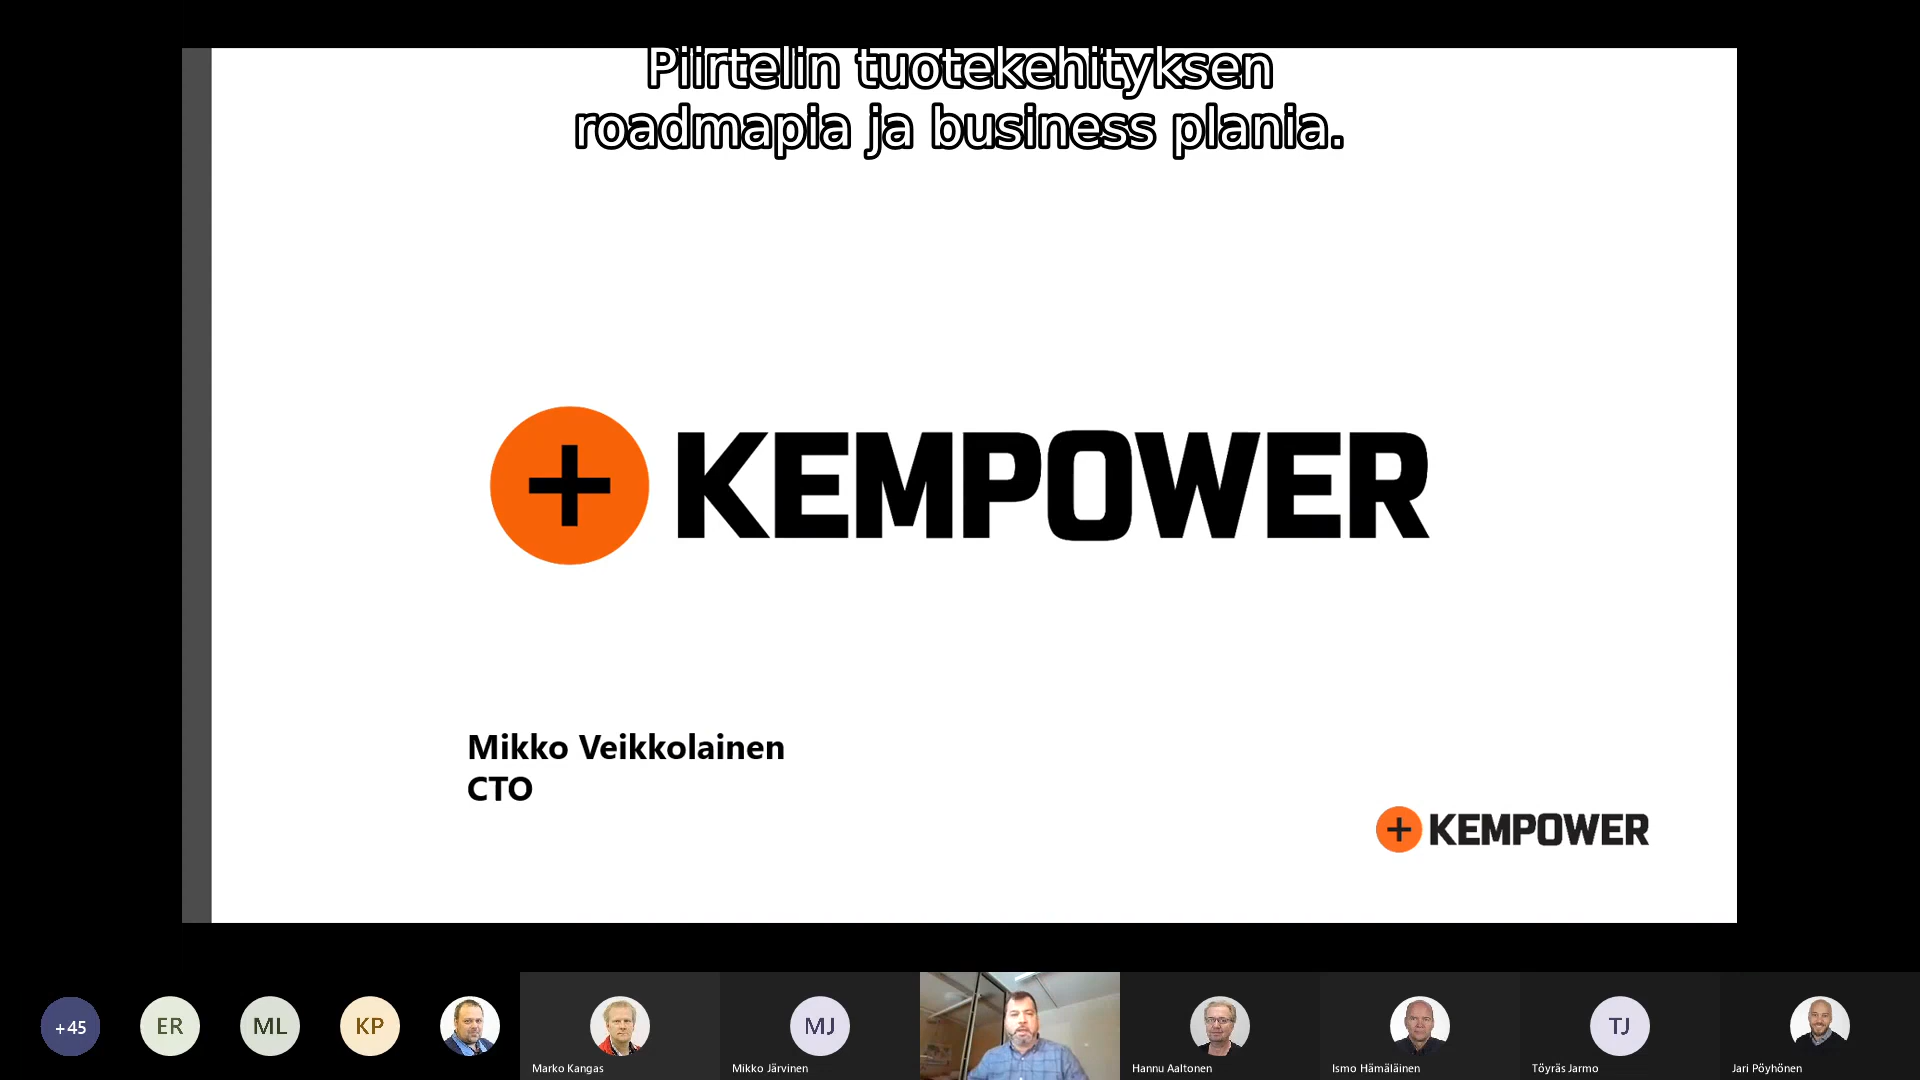 Piirtelin tuotekehityksen
roadmapia ja business plania.
KEMPOWER
Mikko Veikkolainen
CTO
KEMPOWER
+45
ER
ML
KP
MJ
TJ
Marko Kangas
Mikko Järvinen
Hannu Aaltonen
Ismo Hämäläinen
Töyräs Jarmo
Jari Pöyhönen